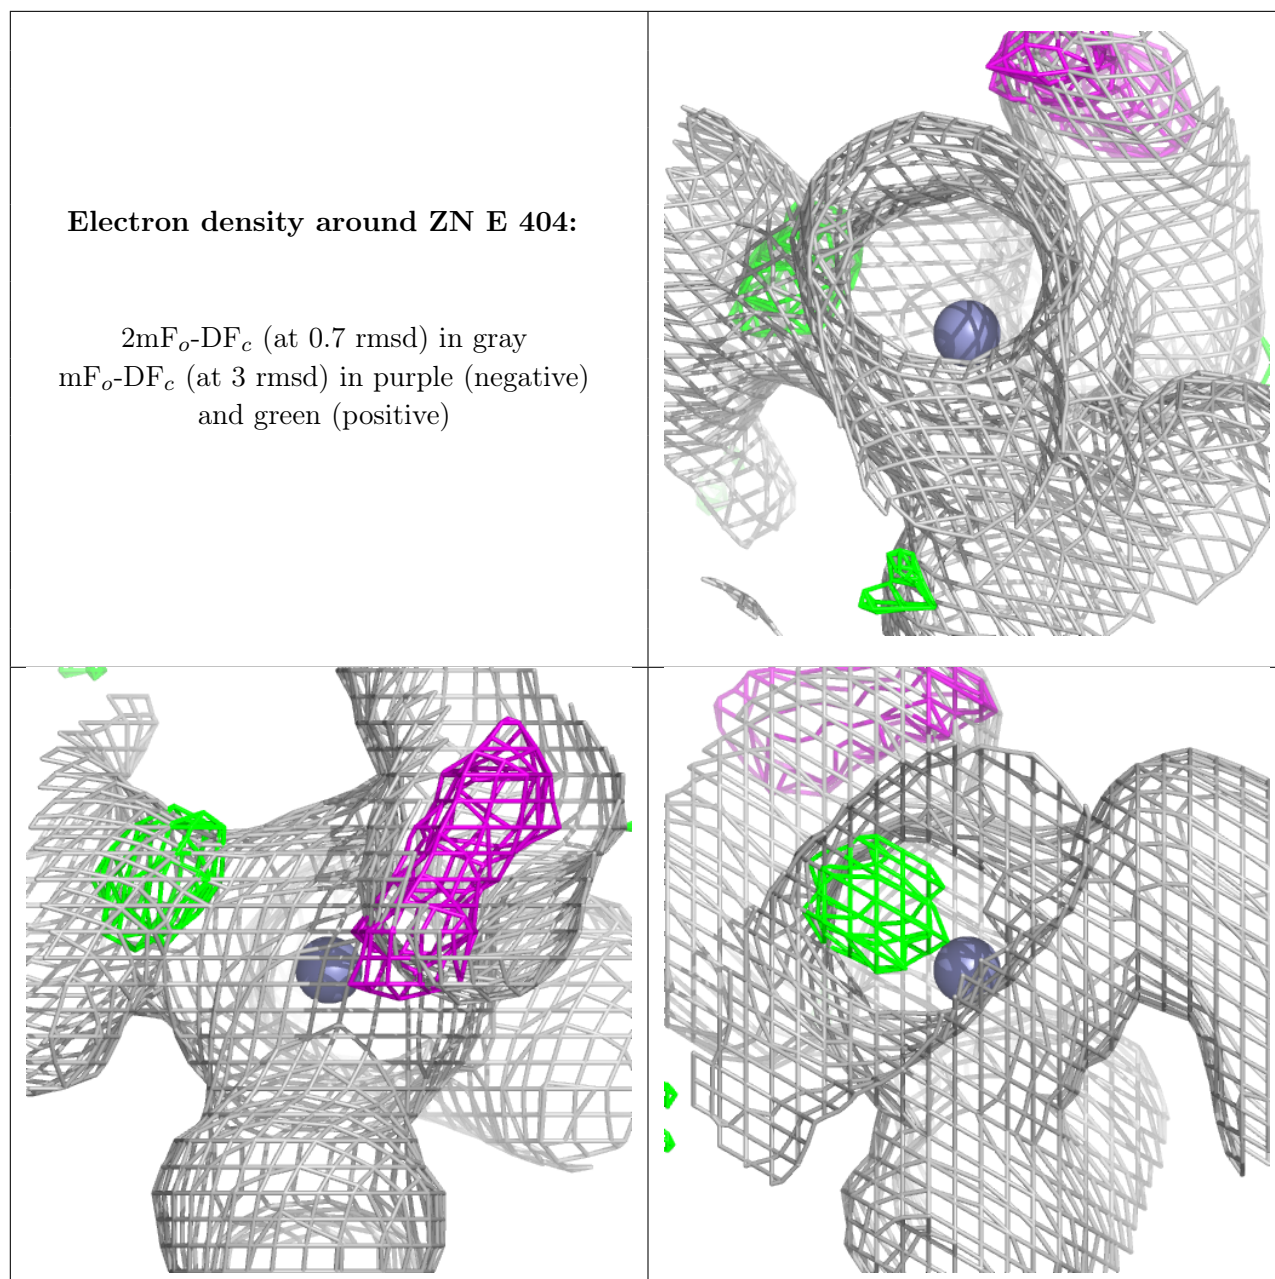 Electron density around ZN E 404:
2mFo-DFc (at 0.7 rmsd) in gray
mFo-DFc (at 3 rmsd) in purple (negative)
and green (positive)